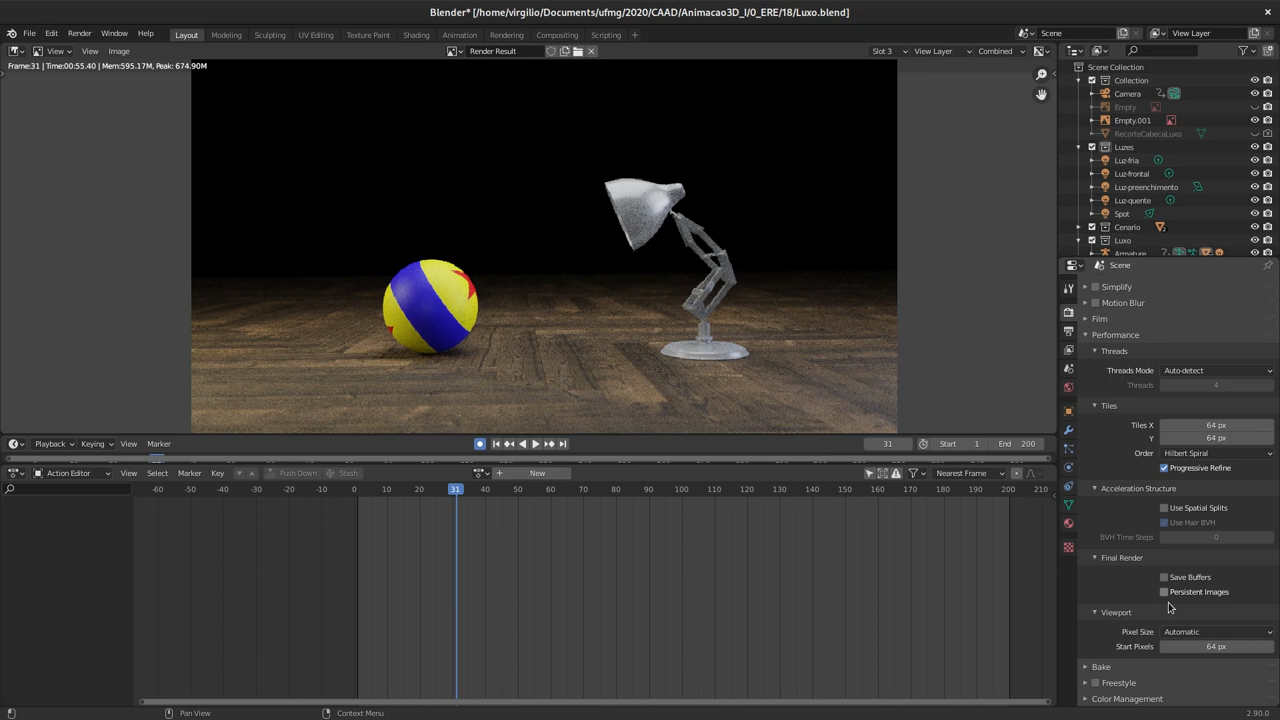 Blender* [/home/virgilio/Documents/ufmg/2020/CAAD/Animacao3D_I/0_ERE/18/Luxo.blend]
File Edit Render Window Help Layout Modeling Sculpting UV Editing Texture Paint Shading Animation Rendering Compositing Scripting Scene View Layer
View View Image Render Result Slot 3 View Layer Combined
Frame:31 | Time:00:55.40 | Mem:595.17M, Peak: 674.90M
Scene Collection
Collection
Camera
Empty
Empty.001
RecorteCabecaLuxo
Luzes
Luz-fria
Luz-frontal
Luz-preenchimento
Luz-quente
Spot
Cenario
Luxo
Armature
Scene
Simplify
Motion Blur
Film
Performance
Threads
Threads Mode Auto-detect
Threads 4
Tiles
Tiles X 64 px
Y 64 px
Order Hilbert Spiral
Progressive Refine
Acceleration Structure
Use Spatial Splits
Use Hair BVH
BVH Time Steps 0
Final Render
Save Buffers
Persistent Images
Viewport
Pixel Size Automatic
Start Pixels 64 px
Bake
Freestyle
Color Management
Playback Keying View Marker 31 Start 1 End 200
Action Editor View Select Marker Key Push Down Stash New Nearest Frame
-60 -50 -40 -30 -20 -10 0 10 20 31 40 50 60 70 80 90 100 110 120 130 140 150 160 170 180 190 200 210
Pan View Context Menu 2.90.0